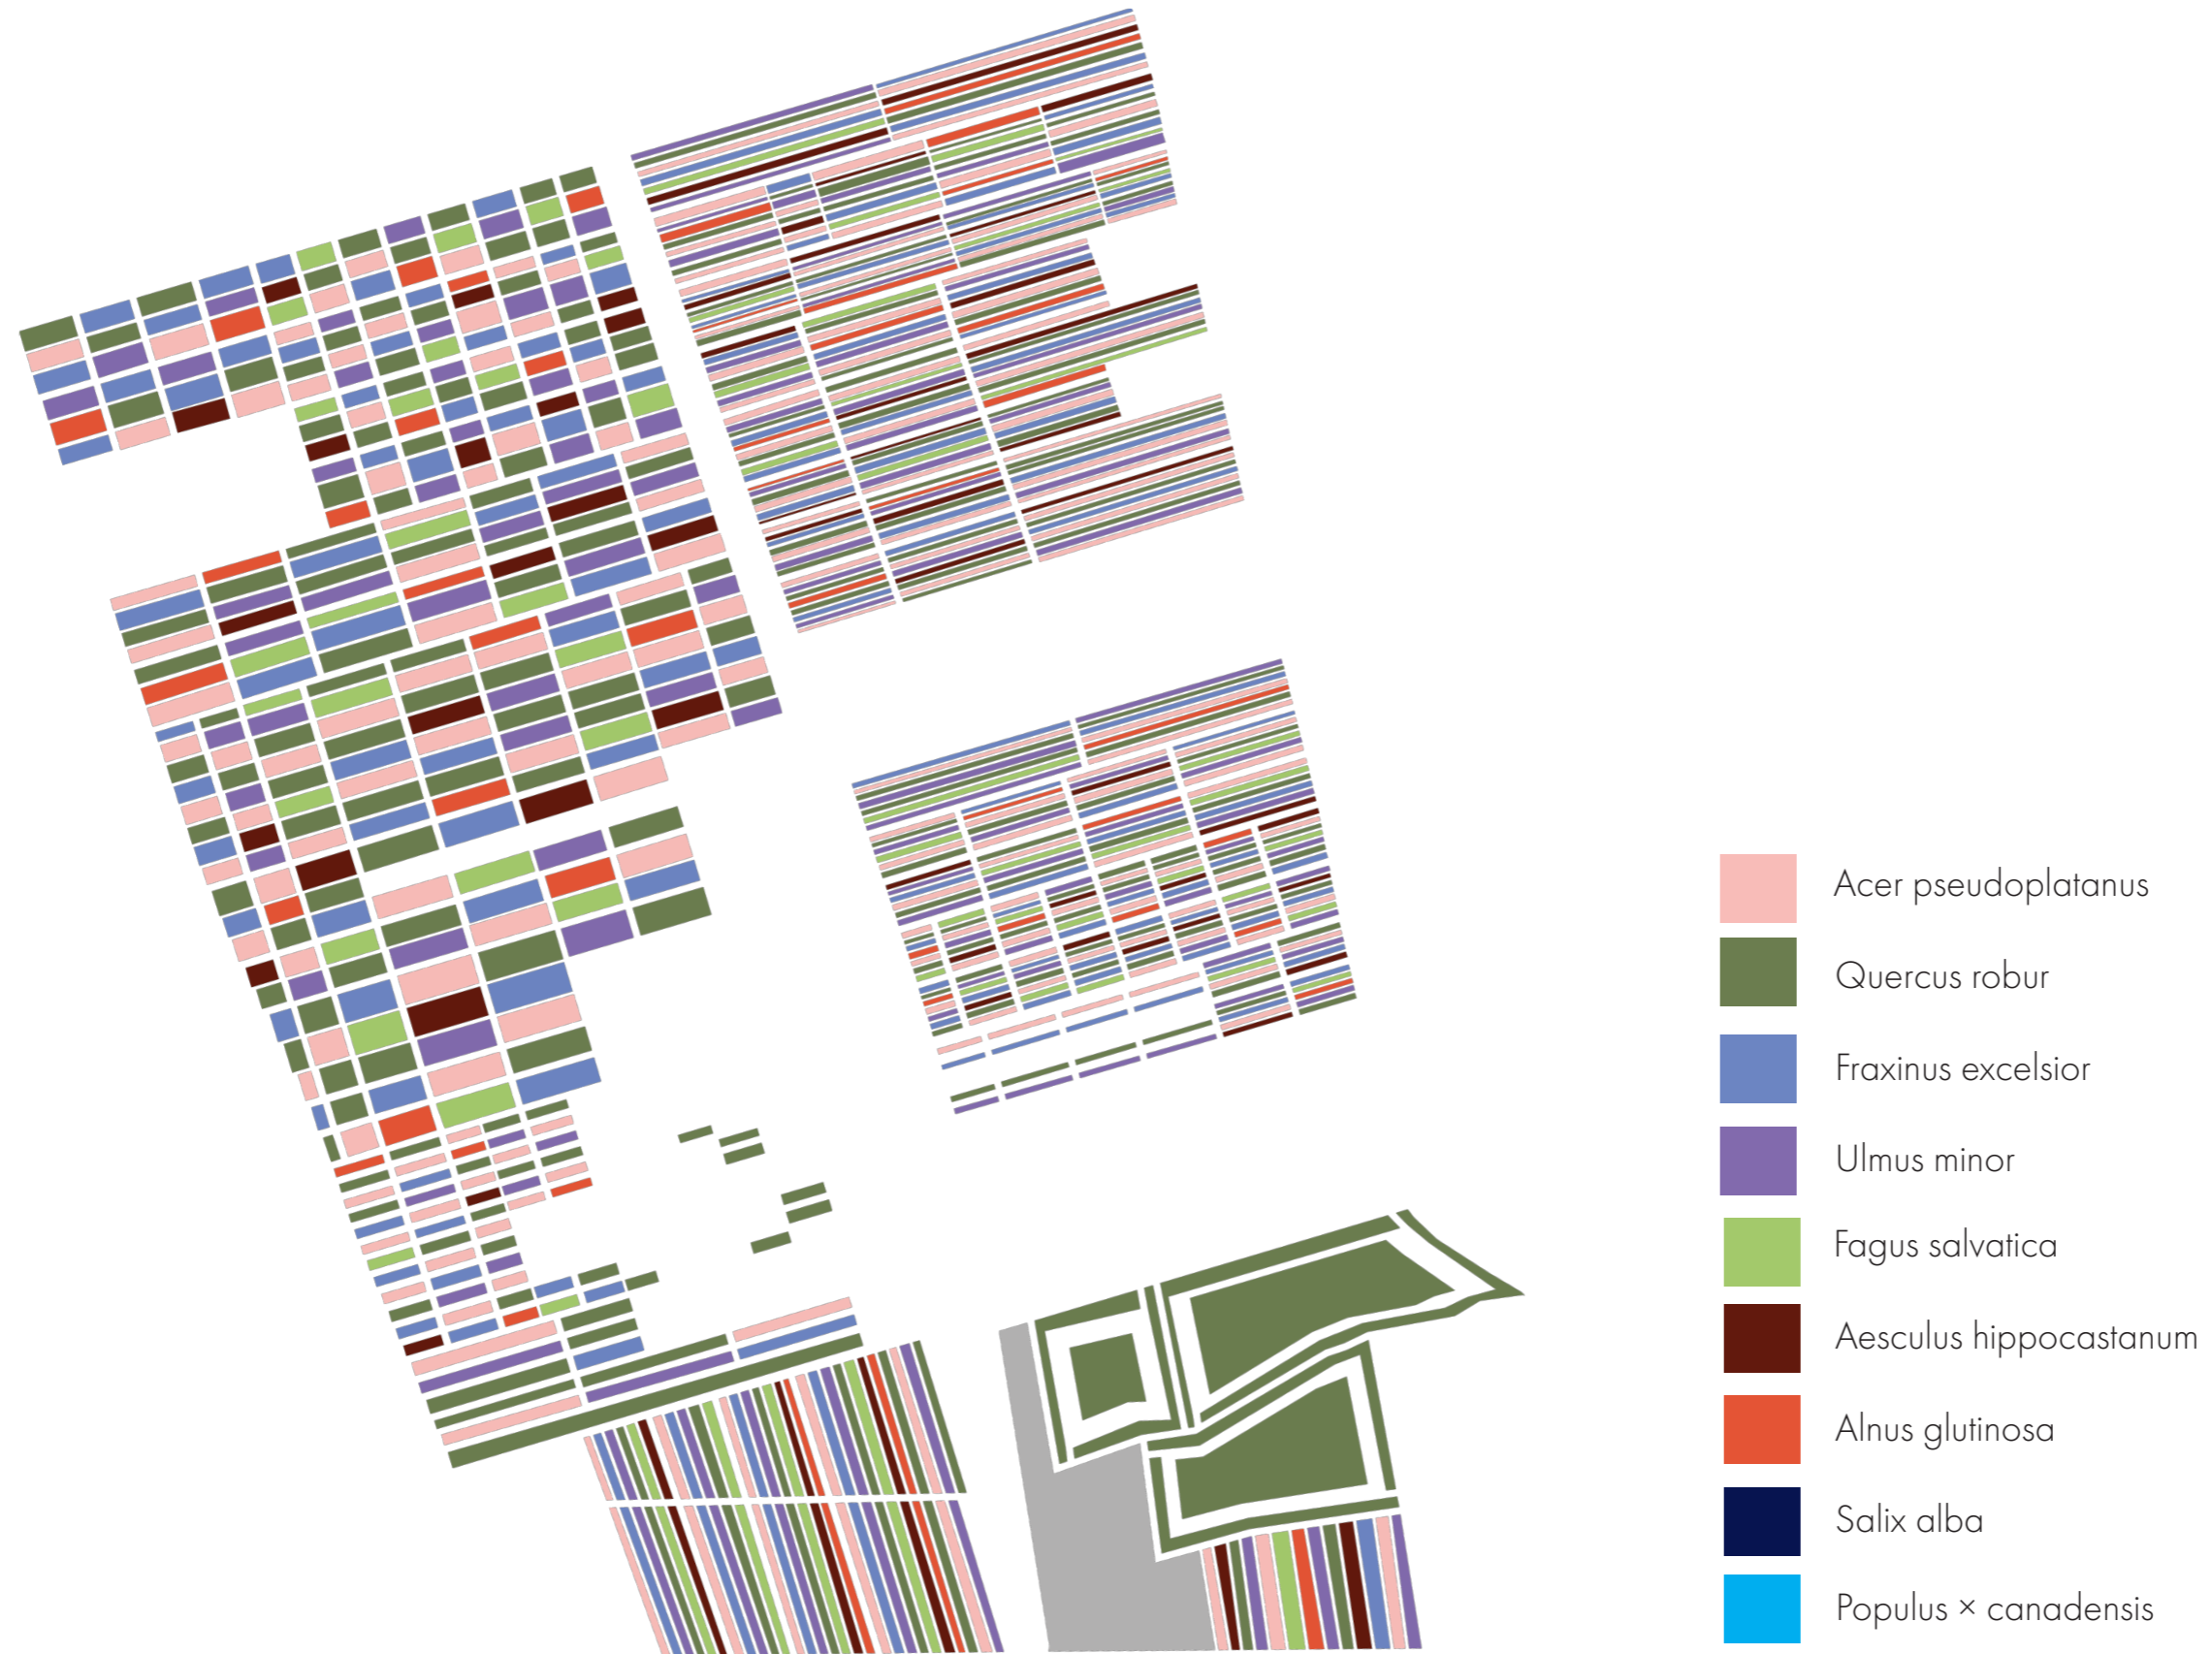 Acer pseudoplatanus
Quercus robur
Fraxinus excelsior
Ulmus minor
Fagus salvatica
Aesculus hippocastanum
Alnus glutinosa
Salix alba
Populus × canadensis